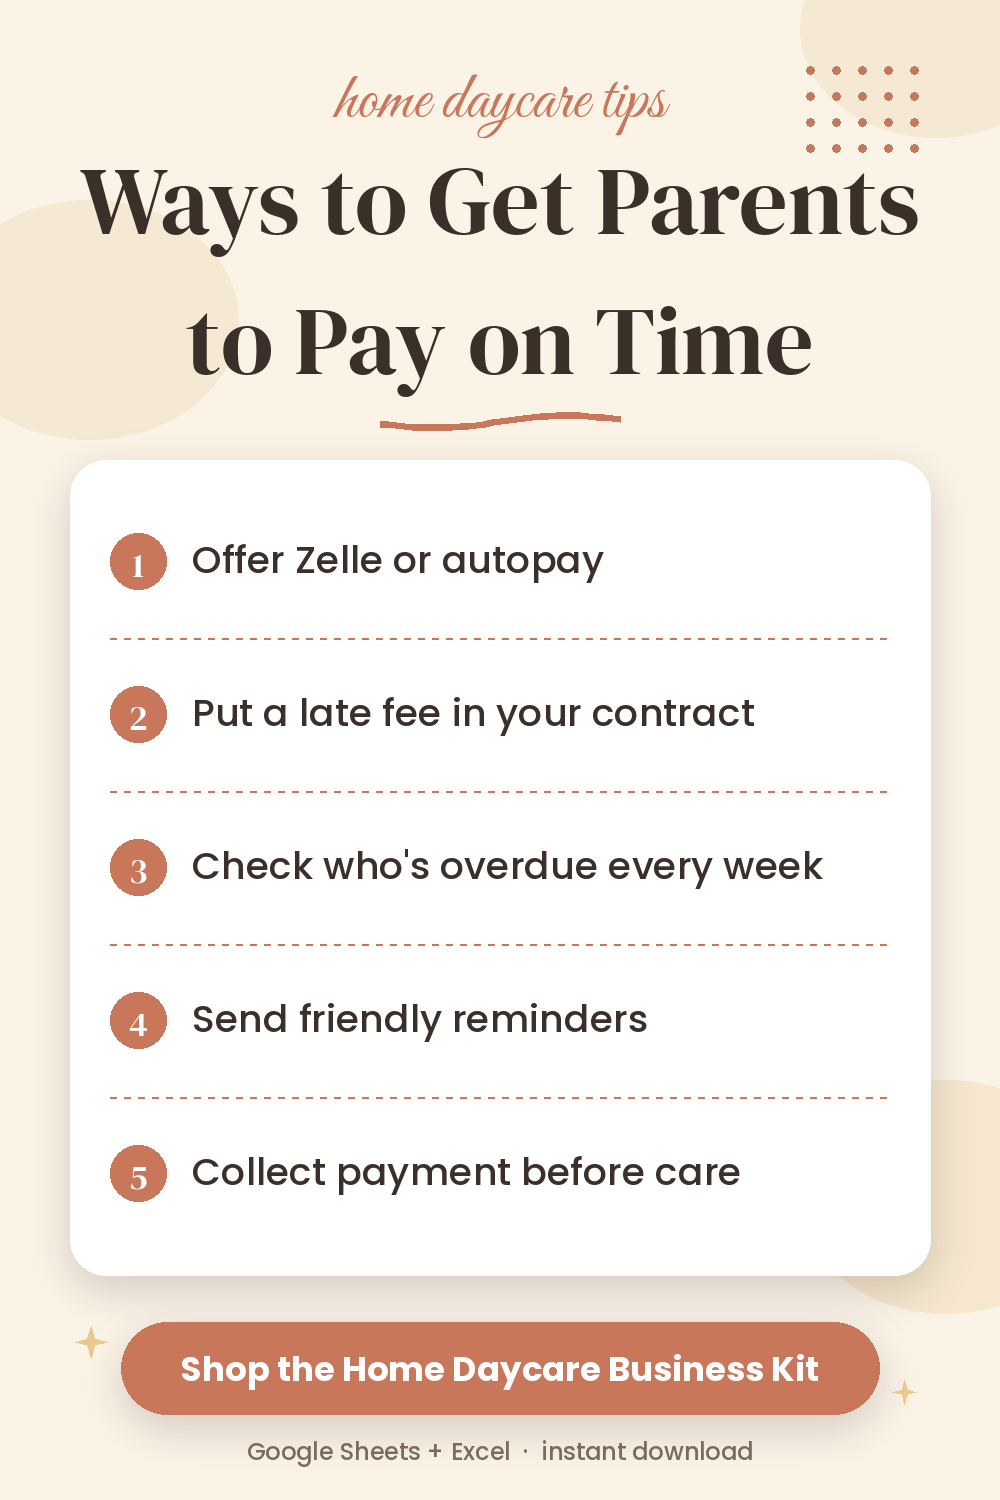 home daycare tips
Ways to Get Parents
to Pay on Time
1 Offer Zelle or autopay
2 Put a late fee in your contract
3 Check who's overdue every week
4 Send friendly reminders
5 Collect payment before care
Shop the Home Daycare Business Kit
Google Sheets + Excel · instant download